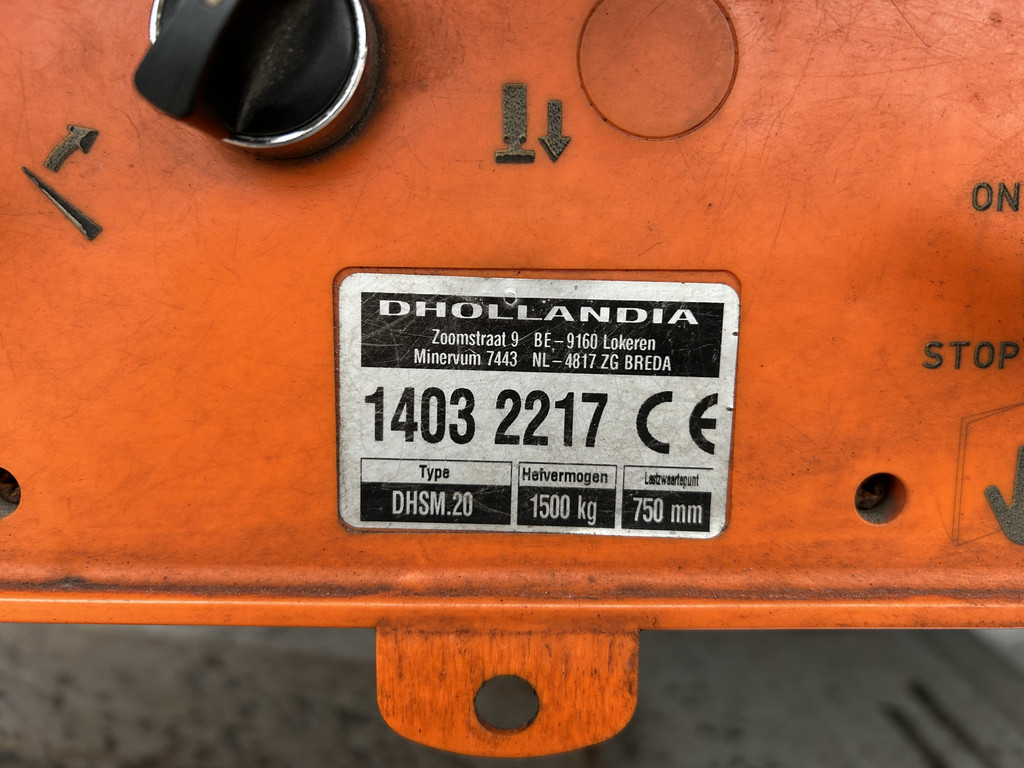 ON
DHOLLANDIA
Zoomstraat 9 BE-9160 Lokeren
Minervum 7443 NL-4817 ZG BREDA
STOP
1403 2217 CE
Type
Hefvermogen
Lastzwaartepunt
DHSM.20
1500 kg
750 mm